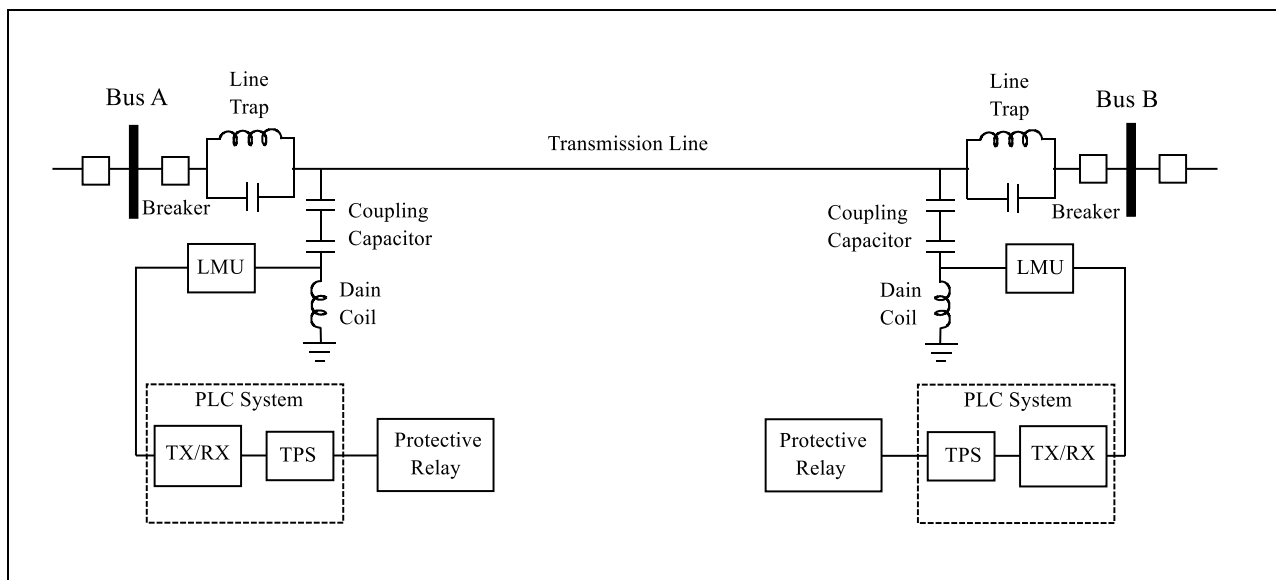 Line
Trap
Bus A
Breaker
Transmission Line
Line
Trap
Bus B
Breaker
Coupling
Capacitor
Coupling
Capacitor
LMU
LMU
Dain
Coil
Dain
Coil
PLC System
TX/RX
TPS
Protective
Relay
Protective
Relay
PLC System
TPS
TX/RX